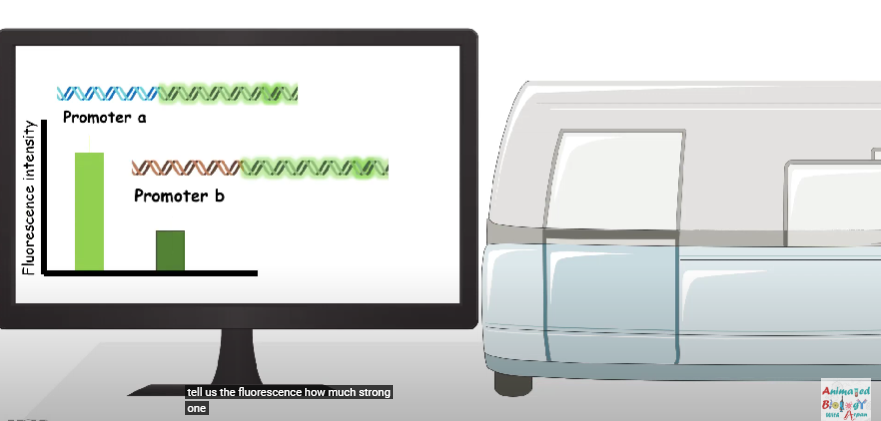 Promoter a
Fluorescence intensity
Promoter b
tell us the fluorescence how much strong
one
Animated
Biology
With Arpan